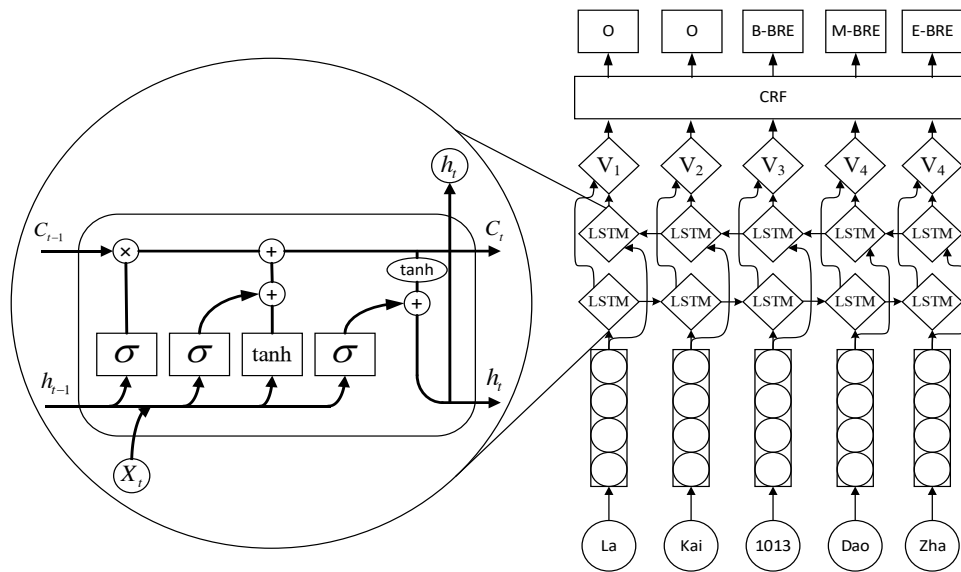 O O B-BRE M-BRE E-BRE
CRF
V1 V2 V3 V4 V4
LSTM LSTM LSTM LSTM LSTM
LSTM LSTM LSTM LSTM LSTM
La Kai 1013 Dao Zha
ht
Ct-1 × + Ct
tanh
+ +
σ σ tanh σ
ht-1 ht
Xt